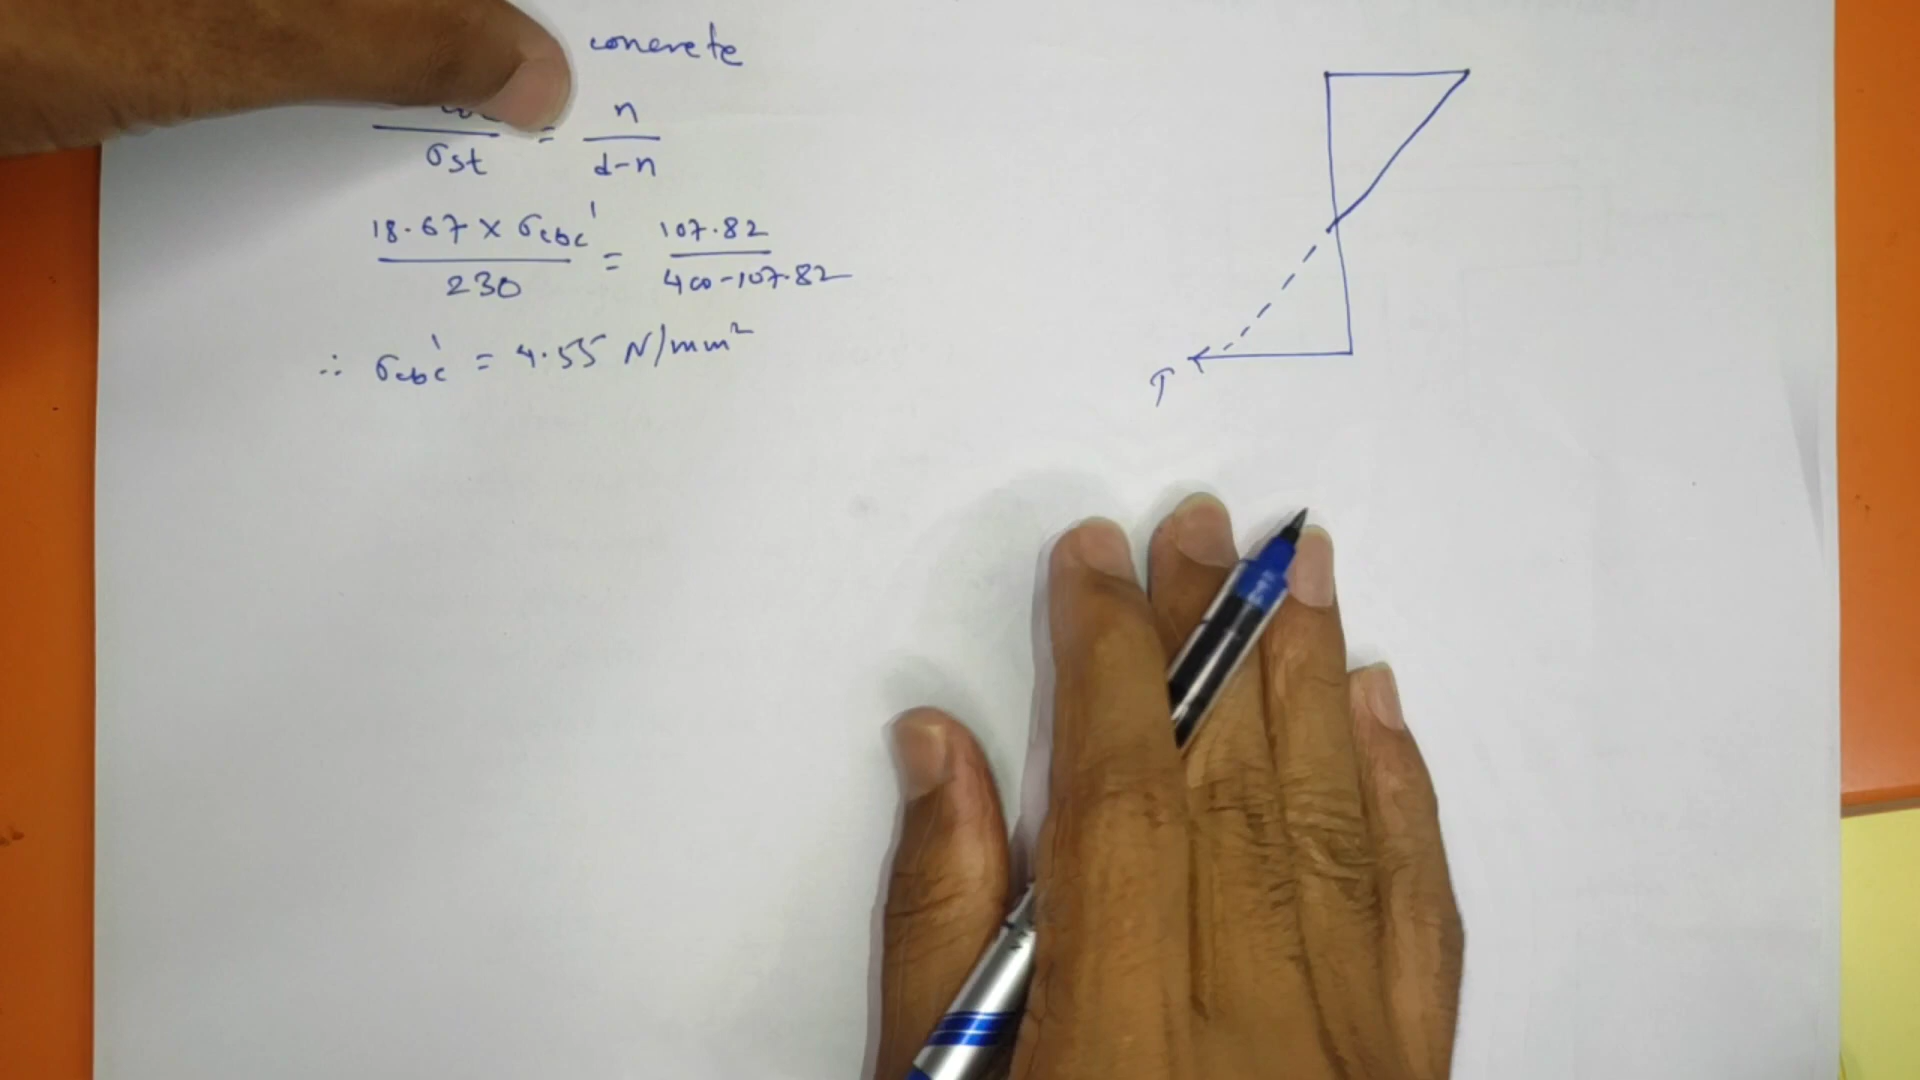 concrete
σst = n / d-n
18.67 × σcbc' / 230 = 107.82 / 400-107.82
∴ σcbc' = 4.55 N/mm²
T